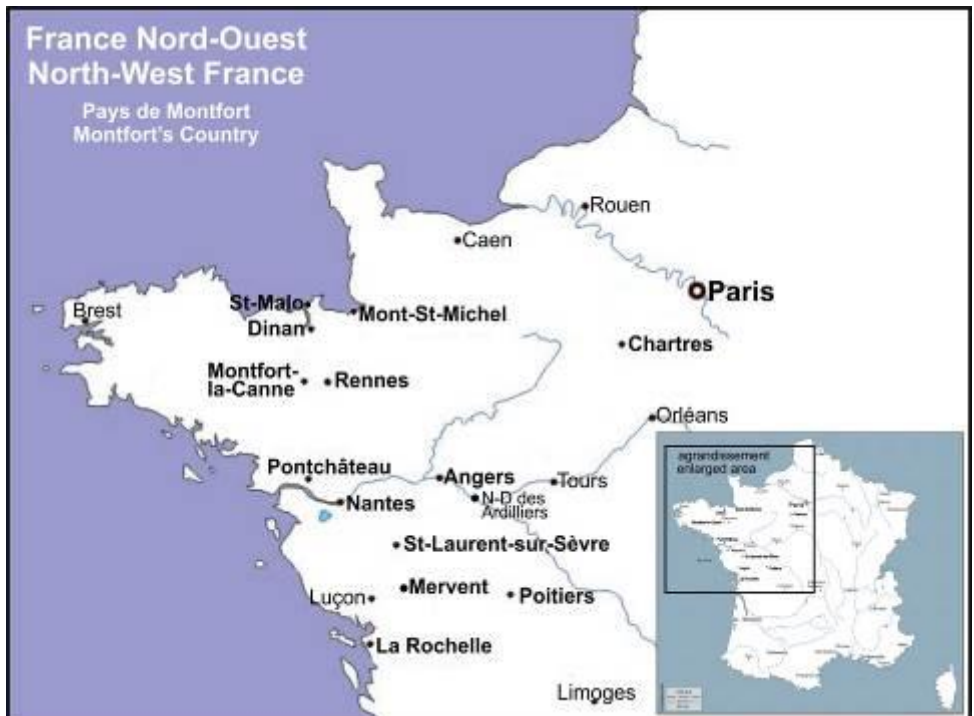 France Nord-Ouest
North-West France
Pays de Montfort
Montfort's Country
Rouen
Caen
Paris
St-Malo
Brest
Mont-St-Michel
Dinan
Chartres
Montfort-
la-Canne
Rennes
Orléans
agrandissement
enlarged area
Pontchâteau
Angers
Tours
N-D des
Ardilliers
Nantes
St-Laurent-sur-Sèvre
Mervent
Luçon
Poitiers
La Rochelle
Limoges